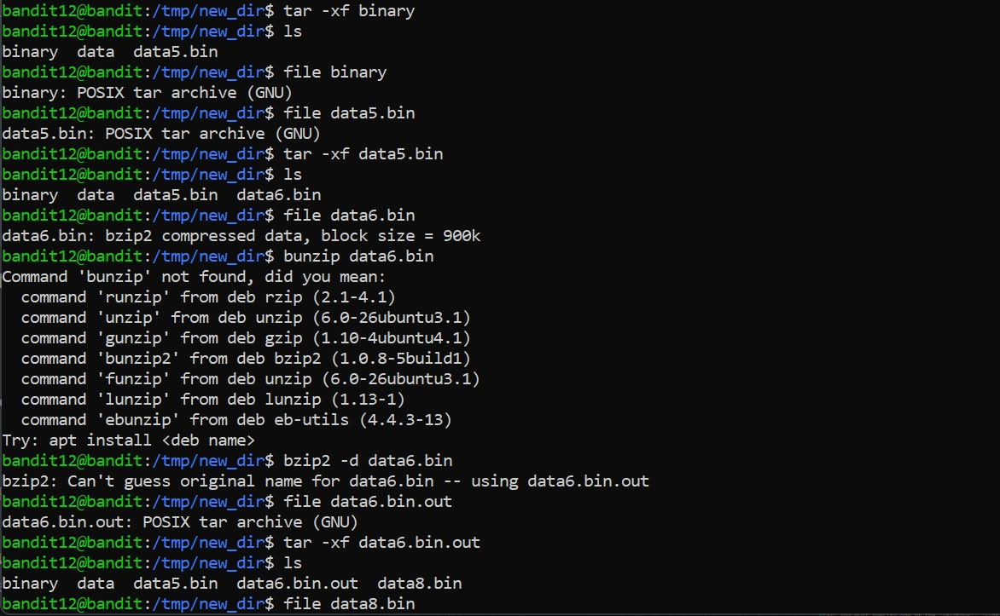 bandit12@bandit:/tmp/new_dir$ tar -xf binary
bandit12@bandit:/tmp/new_dir$ ls
binary  data  data5.bin
bandit12@bandit:/tmp/new_dir$ file binary
binary: POSIX tar archive (GNU)
bandit12@bandit:/tmp/new_dir$ file data5.bin
data5.bin: POSIX tar archive (GNU)
bandit12@bandit:/tmp/new_dir$ tar -xf data5.bin
bandit12@bandit:/tmp/new_dir$ ls
binary  data  data5.bin  data6.bin
bandit12@bandit:/tmp/new_dir$ file data6.bin
data6.bin: bzip2 compressed data, block size = 900k
bandit12@bandit:/tmp/new_dir$ bunzip data6.bin
Command 'bunzip' not found, did you mean:
  command 'runzip' from deb rzip (2.1-4.1)
  command 'unzip' from deb unzip (6.0-26ubuntu3.1)
  command 'gunzip' from deb gzip (1.10-4ubuntu4.1)
  command 'bunzip2' from deb bzip2 (1.0.8-5build1)
  command 'funzip' from deb unzip (6.0-26ubuntu3.1)
  command 'lunzip' from deb lunzip (1.13-1)
  command 'ebunzip' from deb eb-utils (4.4.3-13)
Try: apt install <deb name>
bandit12@bandit:/tmp/new_dir$ bzip2 -d data6.bin
bzip2: Can't guess original name for data6.bin -- using data6.bin.out
bandit12@bandit:/tmp/new_dir$ file data6.bin.out
data6.bin.out: POSIX tar archive (GNU)
bandit12@bandit:/tmp/new_dir$ tar -xf data6.bin.out
bandit12@bandit:/tmp/new_dir$ ls
binary  data  data5.bin  data6.bin.out  data8.bin
bandit12@bandit:/tmp/new_dir$ file data8.bin